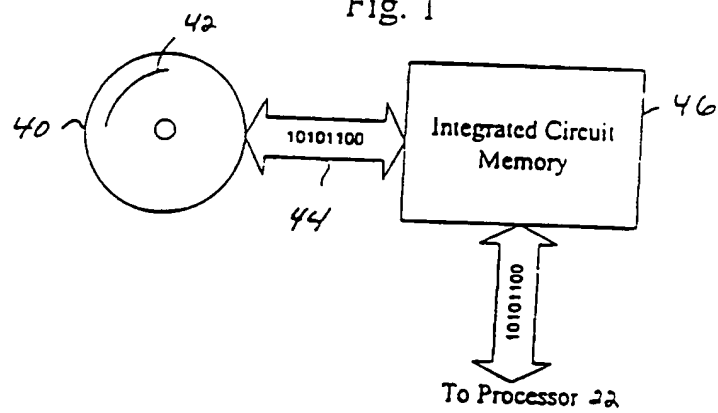 Fig. 1
42
40
10101100
44
Integrated Circuit
Memory
46
10101100
To Processor 22